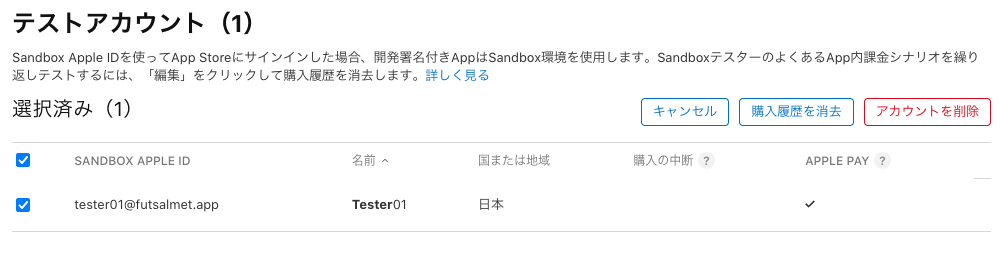 テストアカウント（1）
Sandbox Apple IDを使ってApp Storeにサインインした場合、開発署名付きAppはSandbox環境を使用します。SandboxテスターのよくあるApp内課金シナリオを繰り
返しテストするには、「編集」をクリックして購入履歴を消去します。詳しく見る
選択済み（1） キャンセル 購入履歴を消去 アカウントを削除
SANDBOX APPLE ID 名前 国または地域 購入の中断 ? APPLE PAY ?
tester01@futsalmet.app Tester01 日本